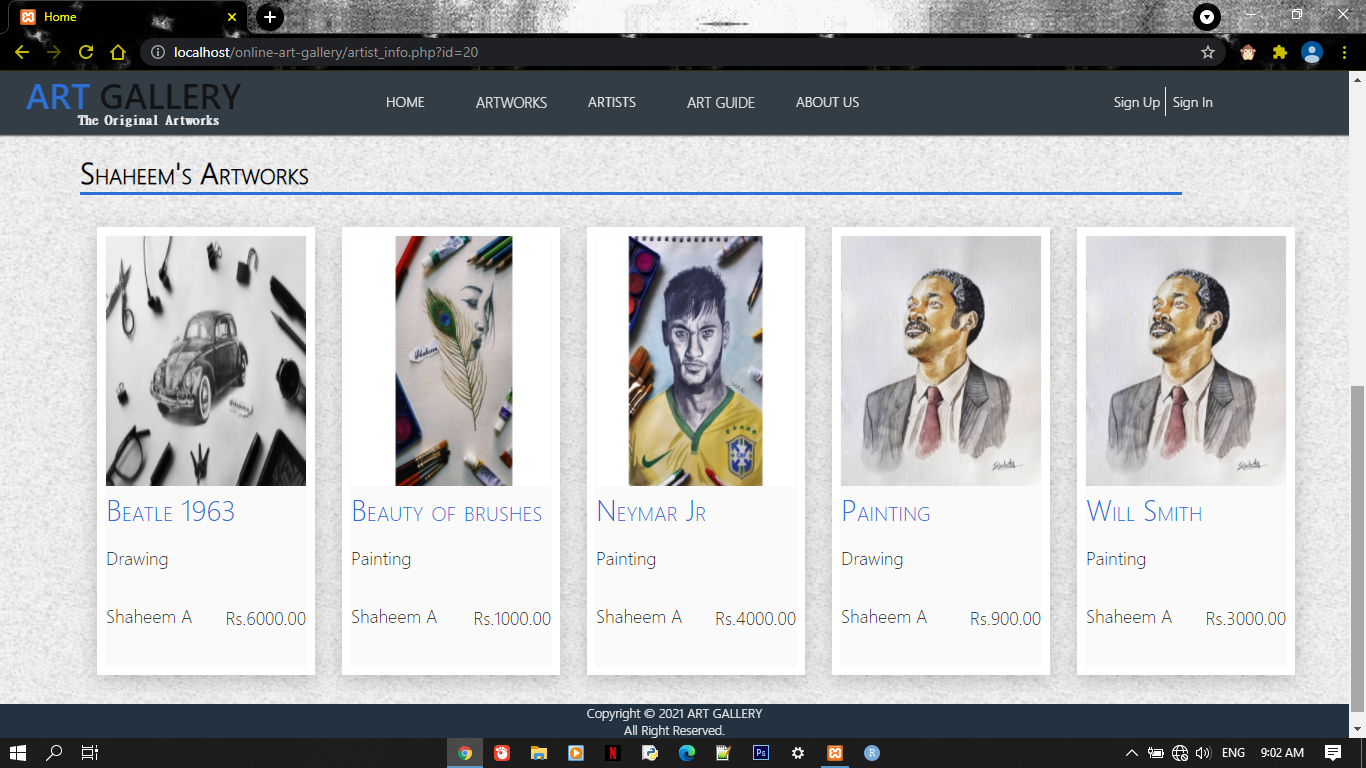 Home
localhost/online-art-gallery/artist_info.php?id=20
ART GALLERY
The Original Artworks
HOME ARTWORKS ARTISTS ART GUIDE ABOUT US Sign Up Sign In
Shaheem's Artworks
Beatle 1963
Drawing
Shaheem A Rs.6000.00
Beauty of brushes
Painting
Shaheem A Rs.1000.00
Neymar Jr
Painting
Shaheem A Rs.4000.00
Painting
Drawing
Shaheem A Rs.900.00
Will Smith
Painting
Shaheem A Rs.3000.00
Copyright © 2021 ART GALLERY
All Right Reserved.
ENG 9:02 AM